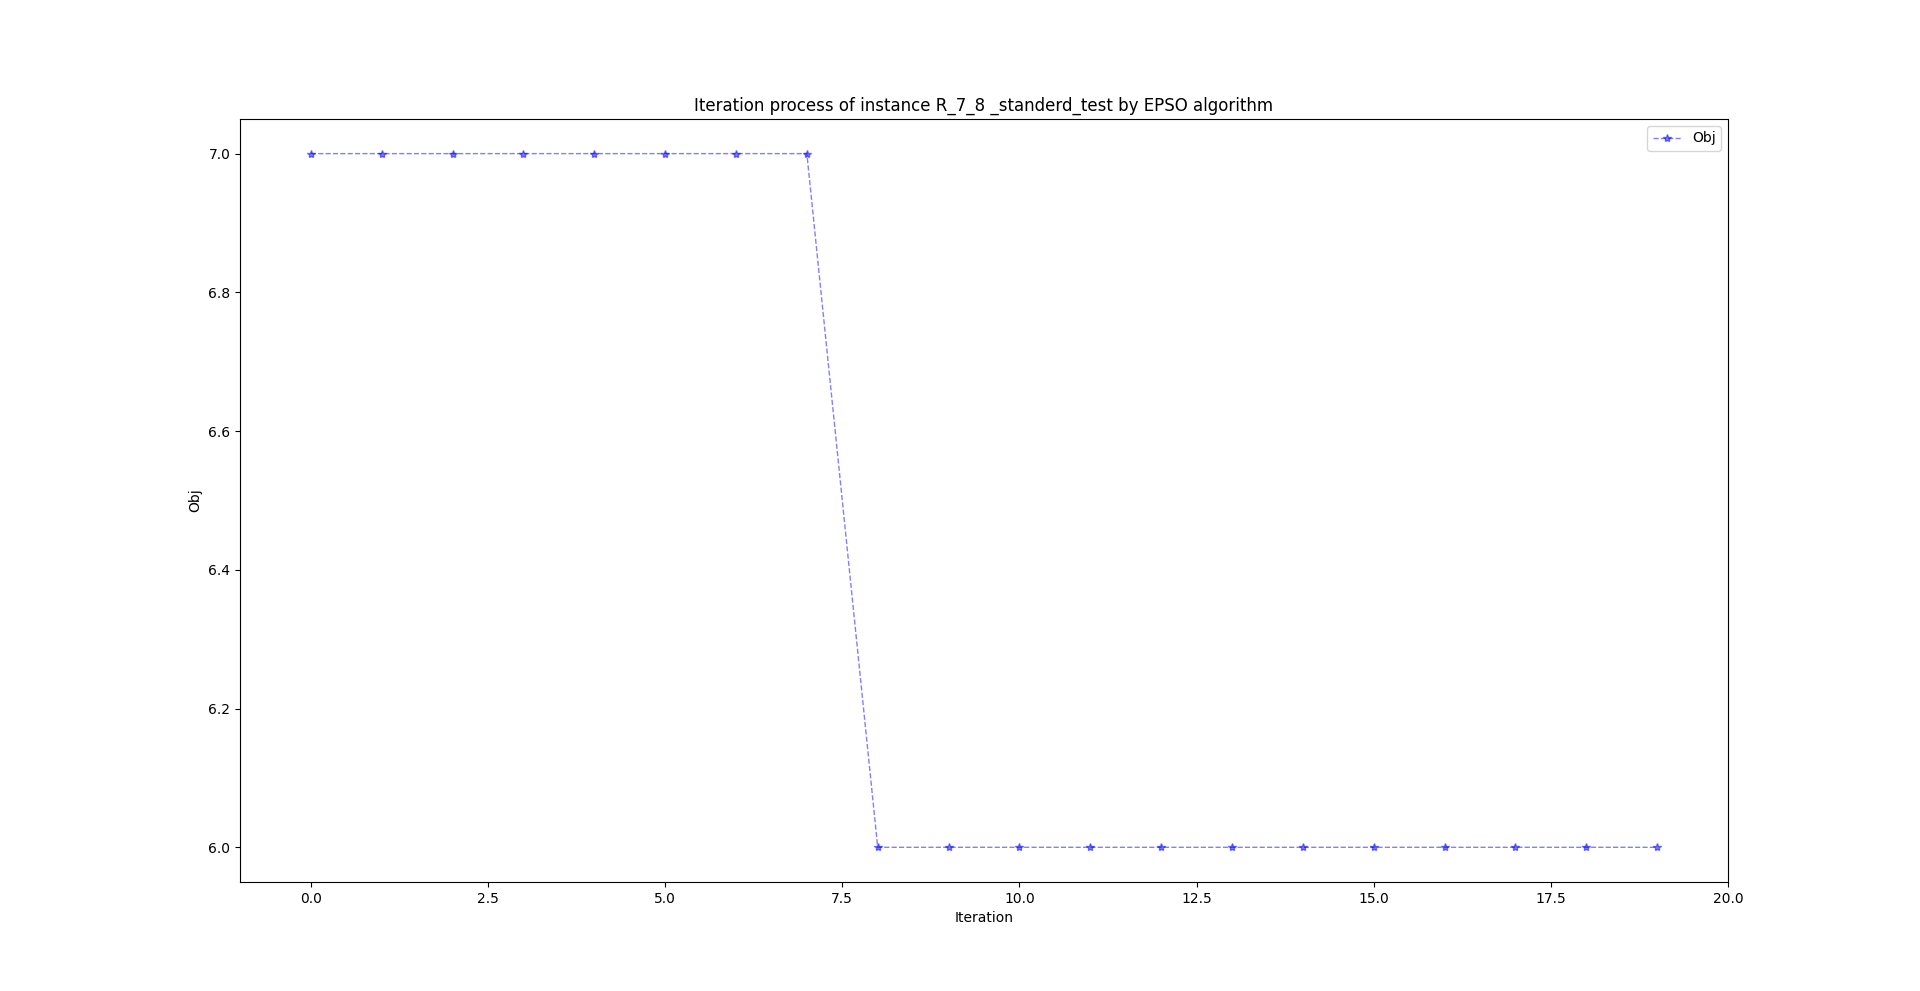 Iteration process of instance R_7_8 _standerd_test by EPSO algorithm
Obj
7.0
6.8
6.6
6.4
6.2
6.0
Obj
0.0 2.5 5.0 7.5 10.0 12.5 15.0 17.5 20.0
Iteration